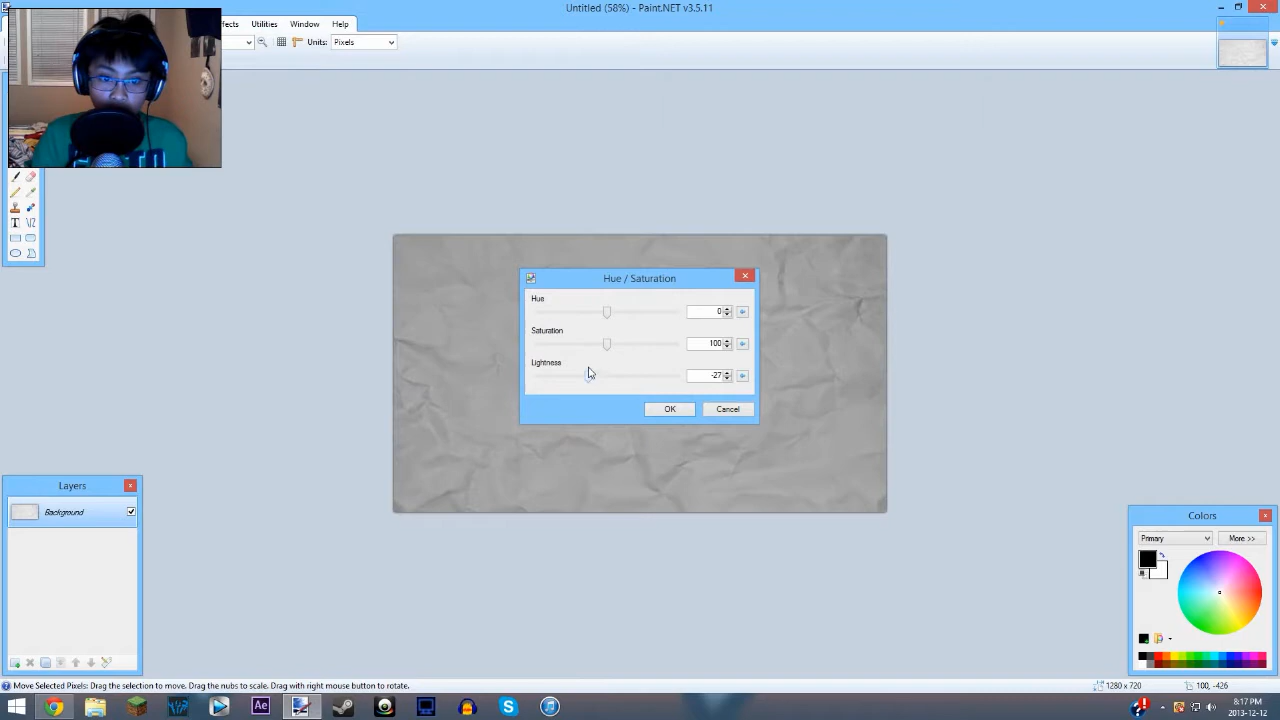 Untitled (58%) - Paint.NET v3.5.11
ffects Utilities Window Help
Units: Pixels
Hue / Saturation
Hue
0
Saturation
100
Lightness
-27
OK Cancel
Layers
Background
Colors
Primary More >>
Move Selected Pixels: Drag the selection to move. Drag the nubs to scale. Drag with right mouse button to rotate.
1280 x 720
100, -426
Ae
8:17 PM
2013-12-12